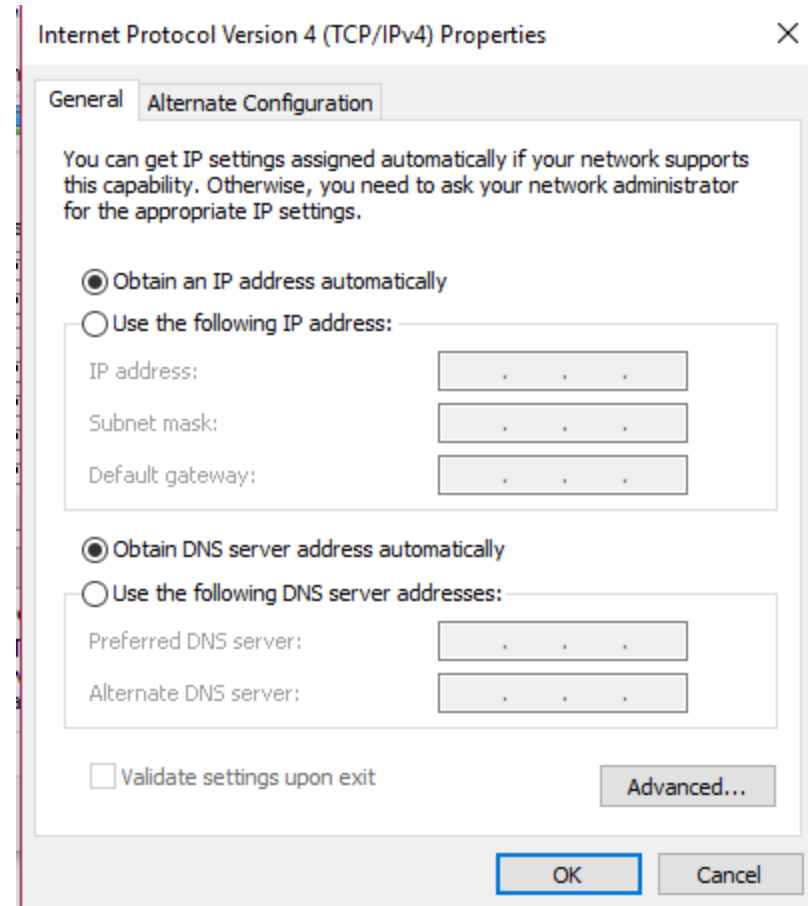 Internet Protocol Version 4 (TCP/IPv4) Properties
General Alternate Configuration
You can get IP settings assigned automatically if your network supports
this capability. Otherwise, you need to ask your network administrator
for the appropriate IP settings.
Obtain an IP address automatically
Use the following IP address:
IP address: . . .
Subnet mask: . . .
Default gateway: . . .
Obtain DNS server address automatically
Use the following DNS server addresses:
Preferred DNS server: . . .
Alternate DNS server: . . .
Validate settings upon exit
Advanced...
OK Cancel